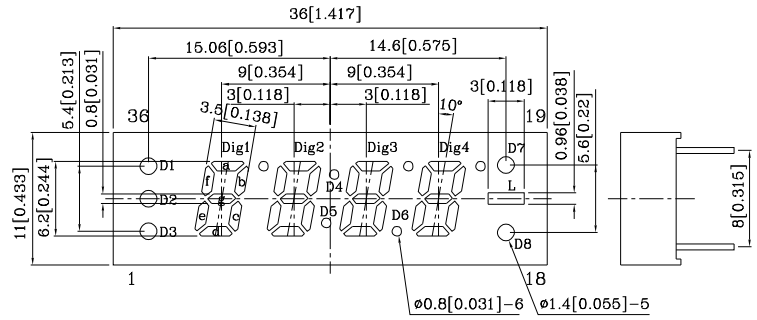 36[1.417]
15.06[0.593]
14.6[0.575]
9[0.354]
9[0.354]
3[0.118]
3[0.118]
3[0.118]
3.5[0.138]
10°
5.4[0.213]
0.8[0.031]
0.96[0.038]
5.6[0.22]
36
19
Dig1
Dig2
Dig3
Dig4
D7
D1
a
f
b
D4
L
D2
g
11[0.433]
6.2[0.244]
8[0.315]
e
c
D5
D6
D3
d
D8
1
18
ø0.8[0.031]-6
ø1.4[0.055]-5